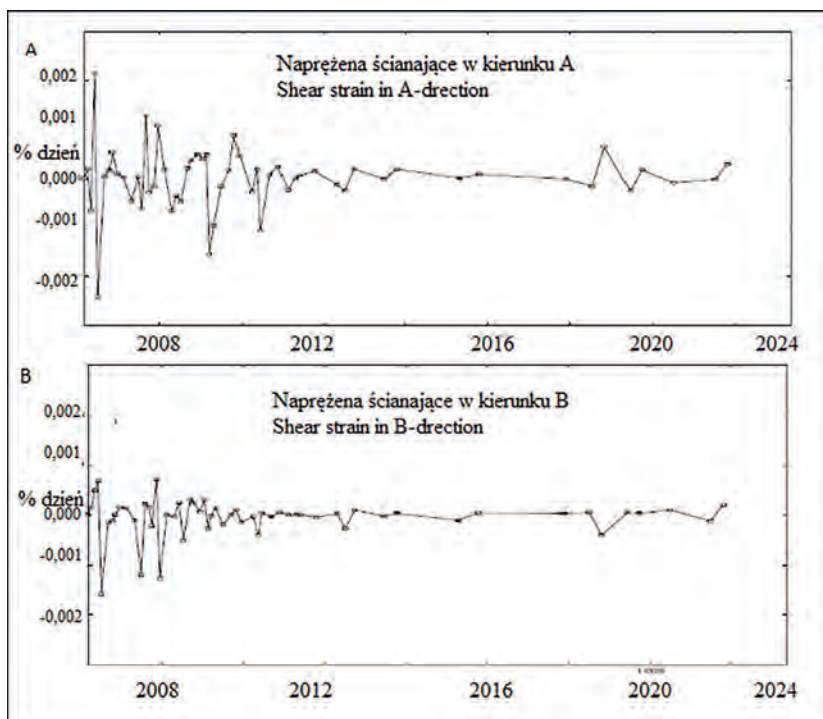 A
Naprężena ścianające w kierunku A
Shear strain in A-drection
0,002
0,001
% dzień
0,000
-0,001
-0,002
2008 2010 2012 2016 2020 2024
B
Naprężena ścianające w kierunku B
Shear strain in B-drection
0,002
0,001
% dzień
0,000
-0,001
-0,002
2008 2010 2012 2016 2020 2024